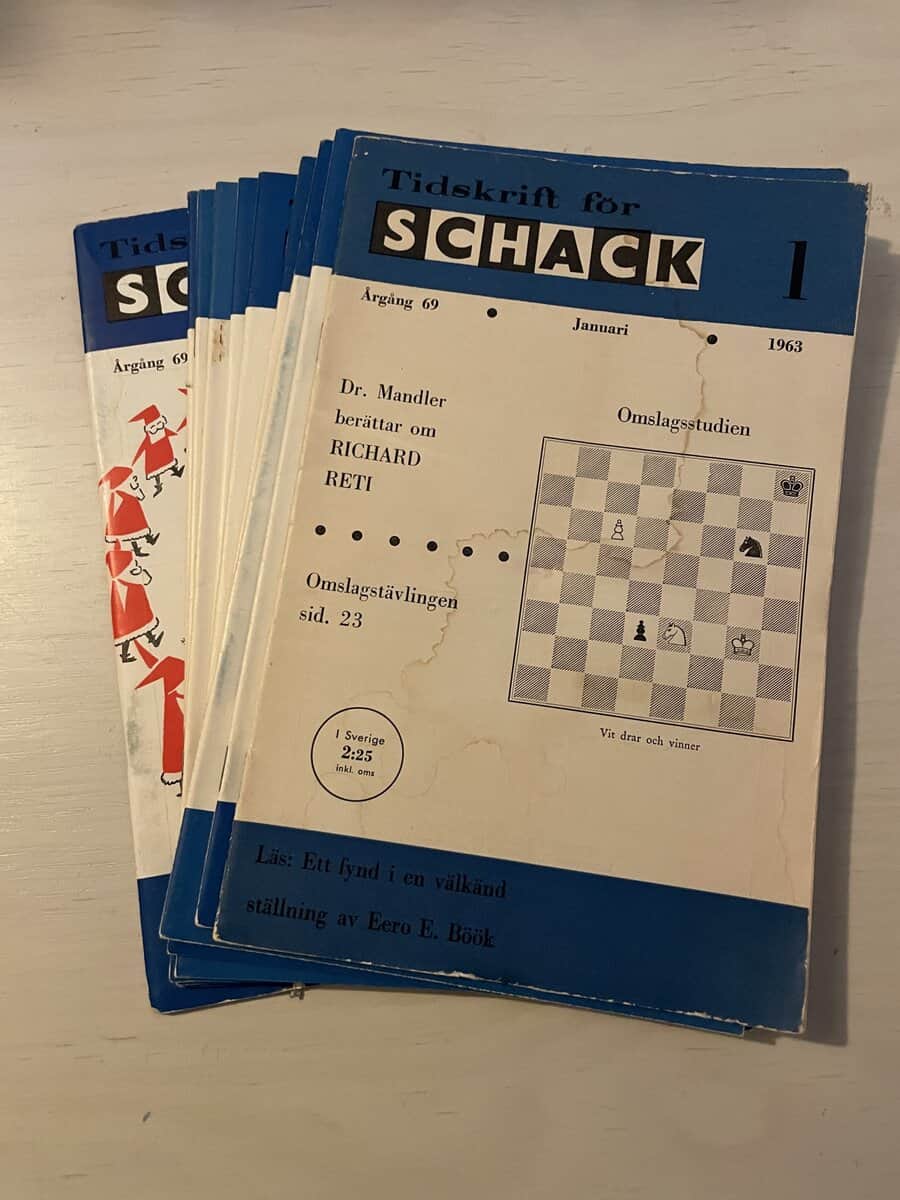 Tidskrift för
SCHACK
1
Årgång 69
Januari
1963
Dr. Mandler
berättar om
RICHARD
RETI
Omslagstävlingen
sid. 23
Omslagsstudien
Vit drar och vinner
I Sverige
2:25
inkl. oms
Läs: Ett fynd i en välkänd
ställning av Eero E. Böök
Tids
SC
Årgång 69